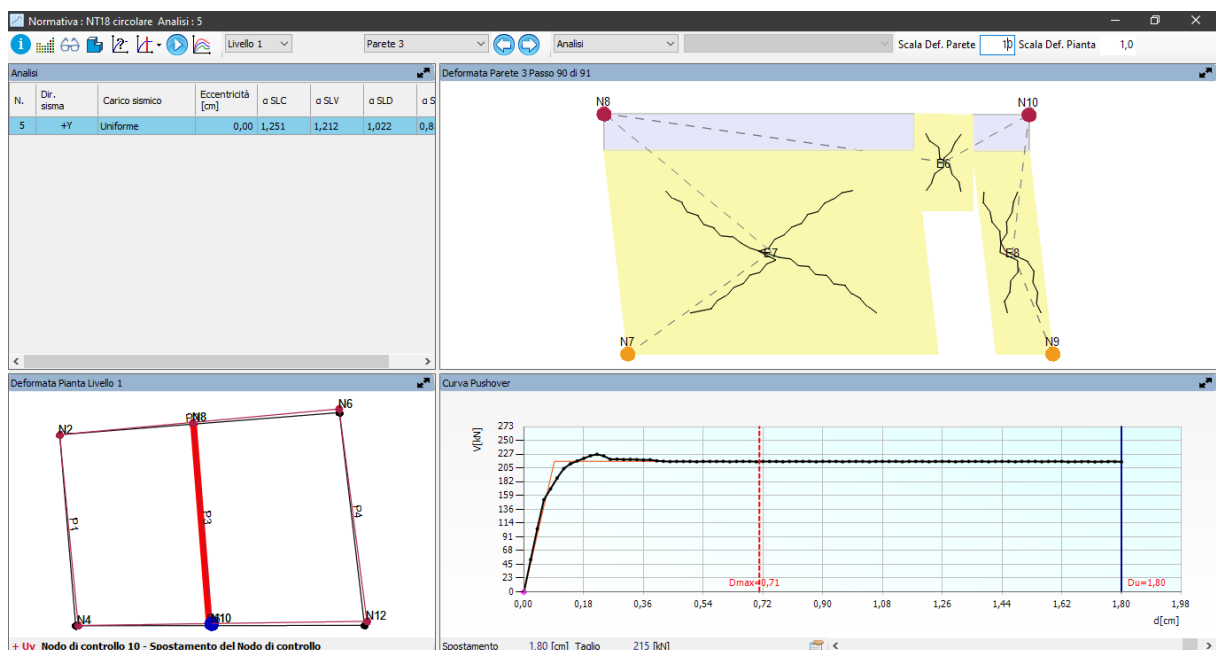 Normativa : NT18 circolare Analisi : 5
Livello 1 Parete 3 Analisi Scala Def. Parete 10 Scala Def. Pianta 1,0
Analisi
N. Dir. sisma Carico sismico Eccentricità [cm] α SLC α SLV α SLD α S
5 +Y Uniforme 0,00 1,251 1,212 1,022 0,8
Deformata Parete 3 Passo 90 di 91
N8 N10
E6
E7 E8
N7 N9
Deformata Pianta Livello 1
N6
N8
N2
P1 P3 P4
N4 N12
+ Uy Nodo di controllo 10 - Spostamento del Nodo di controllo
Curva Pushover
V[kN]
273
250
227
205
182
159
136
114
91
68
45
23
0
Dmax=0,71 Du=1,80
0,00 0,18 0,36 0,54 0,72 0,90 1,08 1,26 1,44 1,62 1,80 1,98
d[cm]
Spostamento 1,80 [cm] Taglio 215 [kN]